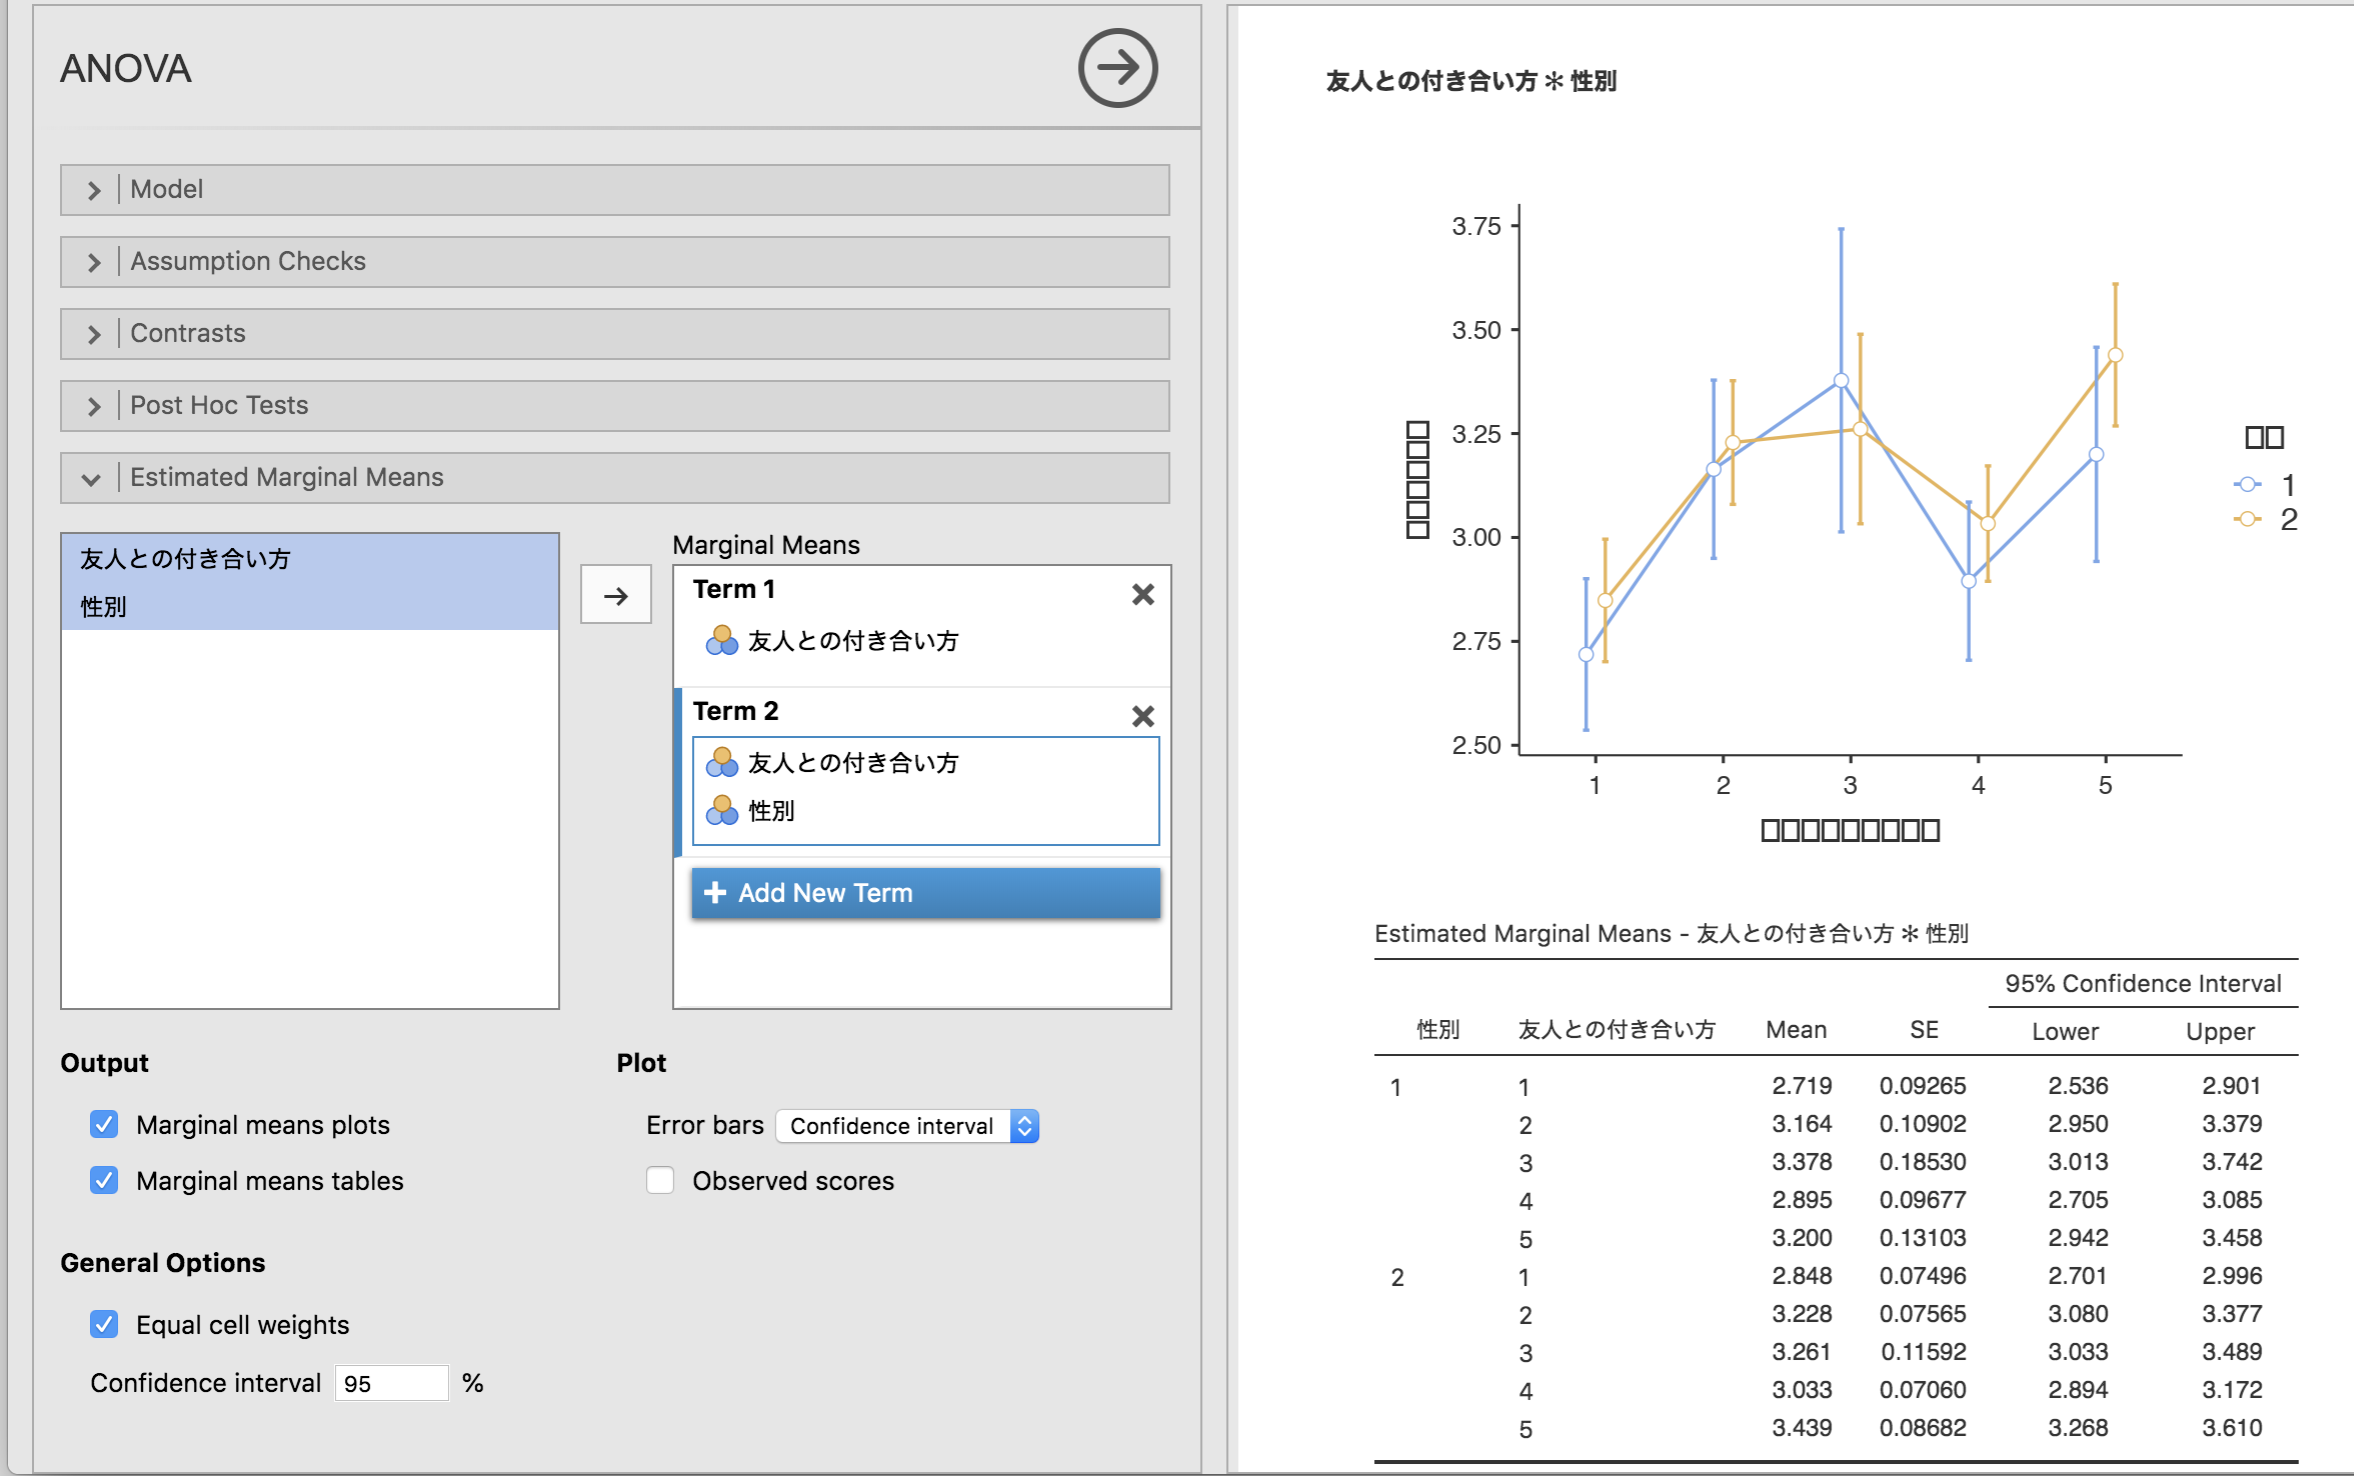 ANOVA
Model
Assumption Checks
Contrasts
Post Hoc Tests
Estimated Marginal Means
友人との付き合い方
性別
Marginal Means
Term 1
友人との付き合い方
Term 2
友人との付き合い方
性別
Add New Term
Output
Marginal means plots
Marginal means tables
Plot
Error bars Confidence interval
Observed scores
General Options
Equal cell weights
Confidence interval 95 %
友人との付き合い方 ✻ 性別
3.75
3.50
3.25
3.00
2.75
2.50
1 2 3 4 5
□□□□□□
□□□□□□□□□
□□
1
2
Estimated Marginal Means - 友人との付き合い方 ✻ 性別
95% Confidence Interval
性別 友人との付き合い方 Mean SE Lower Upper
1 1 2.719 0.09265 2.536 2.901
2 3.164 0.10902 2.950 3.379
3 3.378 0.18530 3.013 3.742
4 2.895 0.09677 2.705 3.085
5 3.200 0.13103 2.942 3.458
2 1 2.848 0.07496 2.701 2.996
2 3.228 0.07565 3.080 3.377
3 3.261 0.11592 3.033 3.489
4 3.033 0.07060 2.894 3.172
5 3.439 0.08682 3.268 3.610